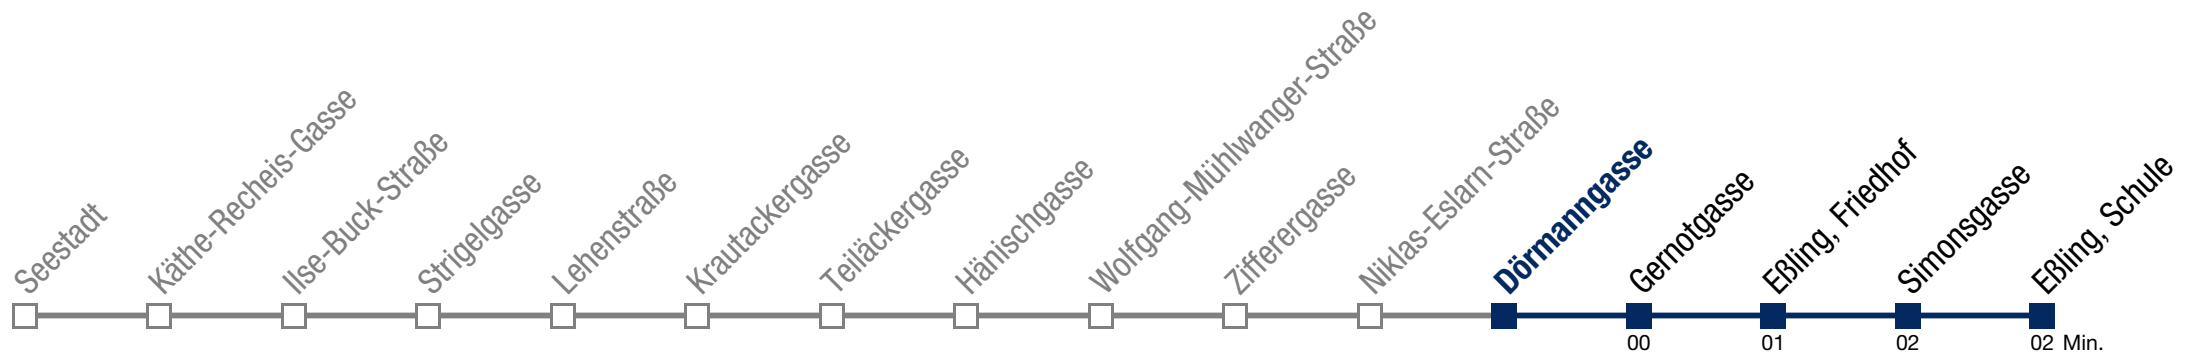 Seestadt
Käthe-Recheis-Gasse
Ilse-Buck-Straße
Strigelgasse
Lehenstraße
Krautackergasse
Teiläckergasse
Hänischgasse
Wolfgang-Mühlwanger-Straße
Zifferergasse
Niklas-Eslarn-Straße
Dörmanngasse
Gernotgasse
Eßling, Friedhof
Simonsgasse
Eßling, Schule
00 01 02 02 Min.